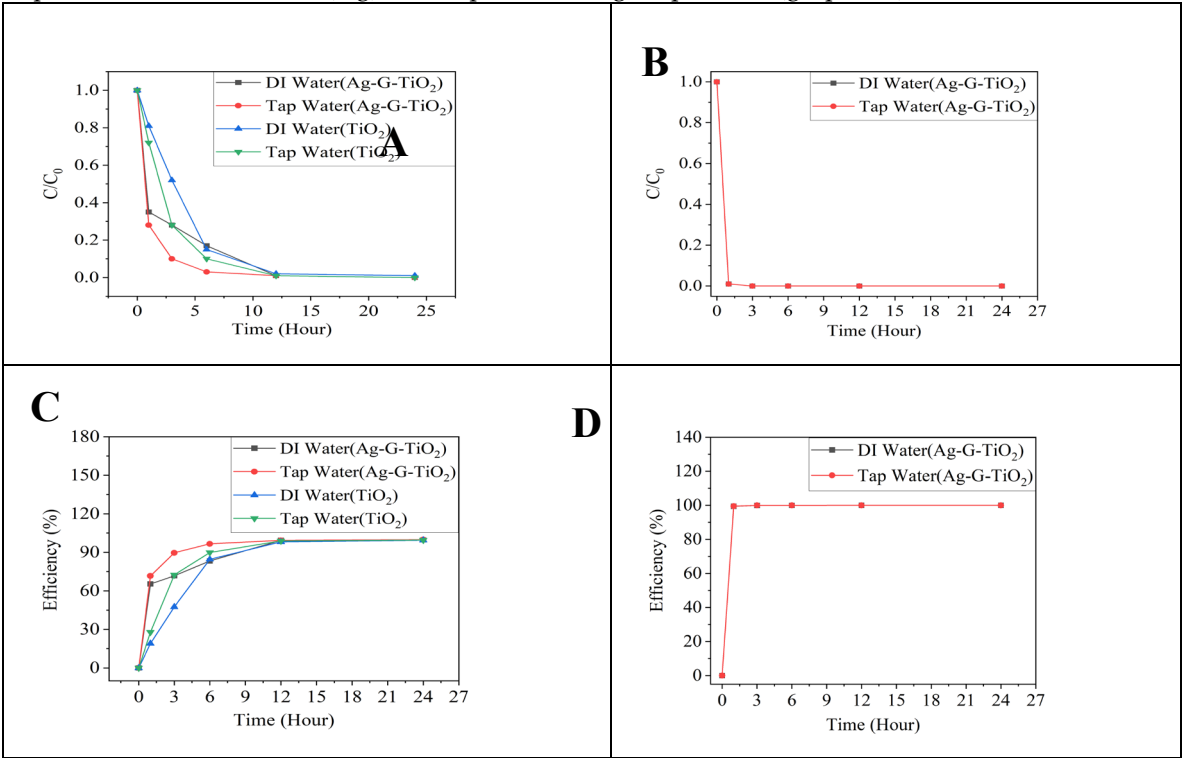 A
DI Water(Ag-G-TiO2)
Tap Water(Ag-G-TiO2)
DI Water(TiO2)
Tap Water(TiO2)
C/C0
1.0
0.8
0.6
0.4
0.2
0.0
0 5 10 15 20 25
Time (Hour)
B
DI Water(Ag-G-TiO2)
Tap Water(Ag-G-TiO2)
C/C0
1.0
0.8
0.6
0.4
0.2
0.0
0 3 6 9 12 15 18 21 24 27
Time (Hour)
C
DI Water(Ag-G-TiO2)
Tap Water(Ag-G-TiO2)
DI Water(TiO2)
Tap Water(TiO2)
Efficiency (%)
180
150
120
90
60
30
0
0 3 6 9 12 15 18 21 24 27
Time (Hour)
D
DI Water(Ag-G-TiO2)
Tap Water(Ag-G-TiO2)
Efficiency (%)
140
120
100
80
60
40
20
0
0 3 6 9 12 15 18 21 24 27
Time (Hour)